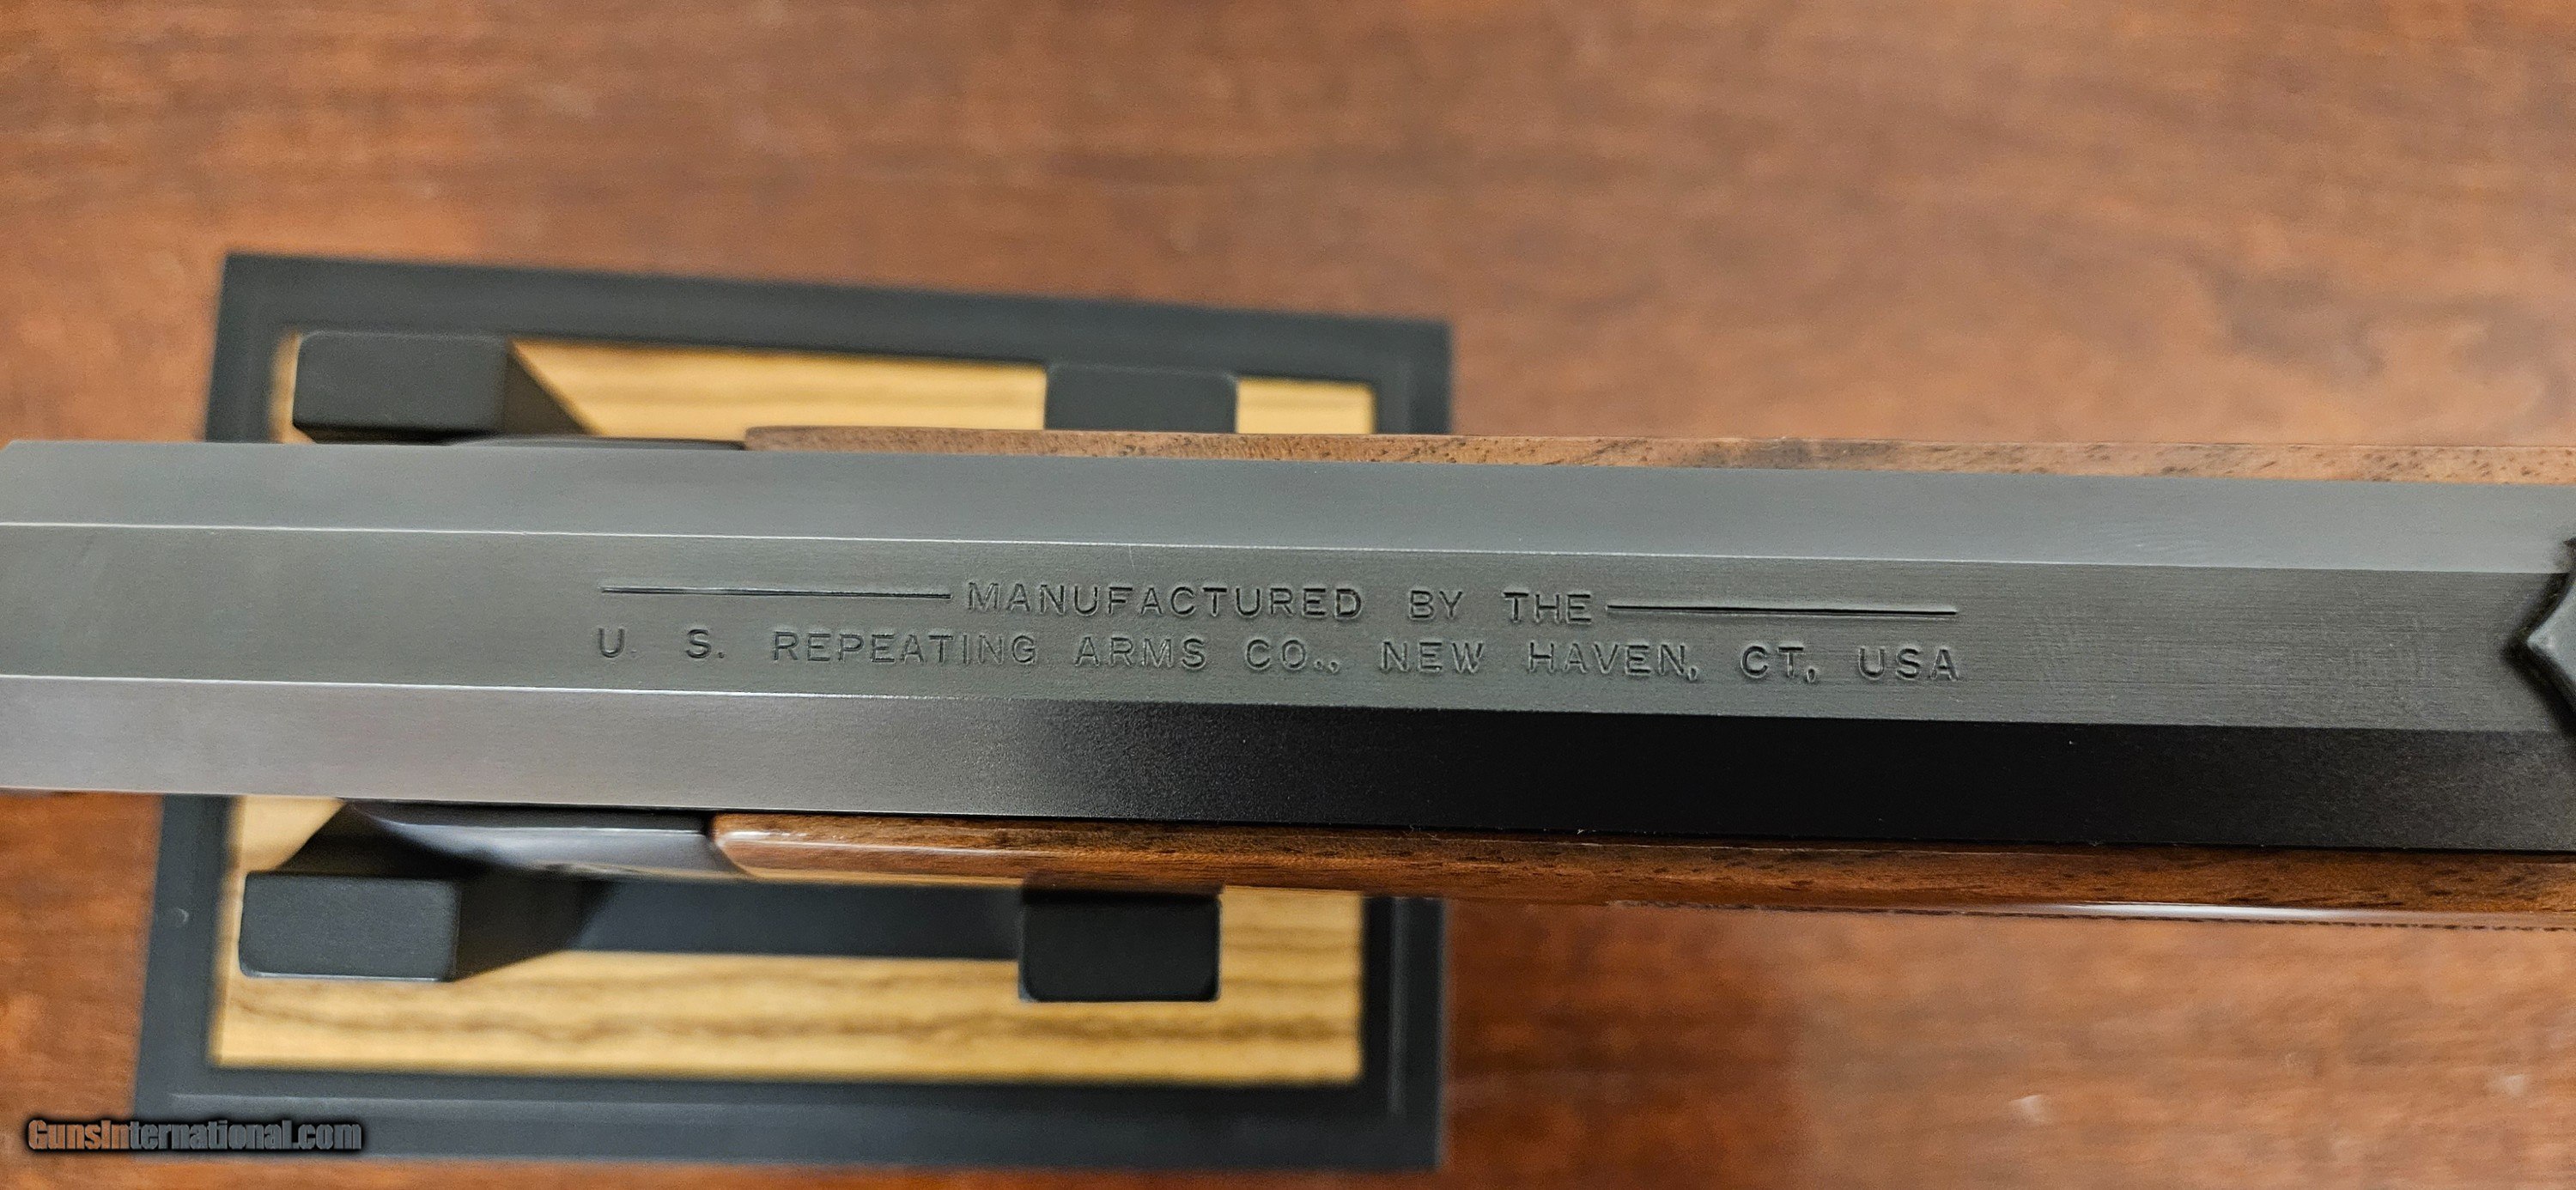 MANUFACTURED BY THE
U. S. REPEATING ARMS CO., NEW HAVEN, CT, USA
GunsInternational.com